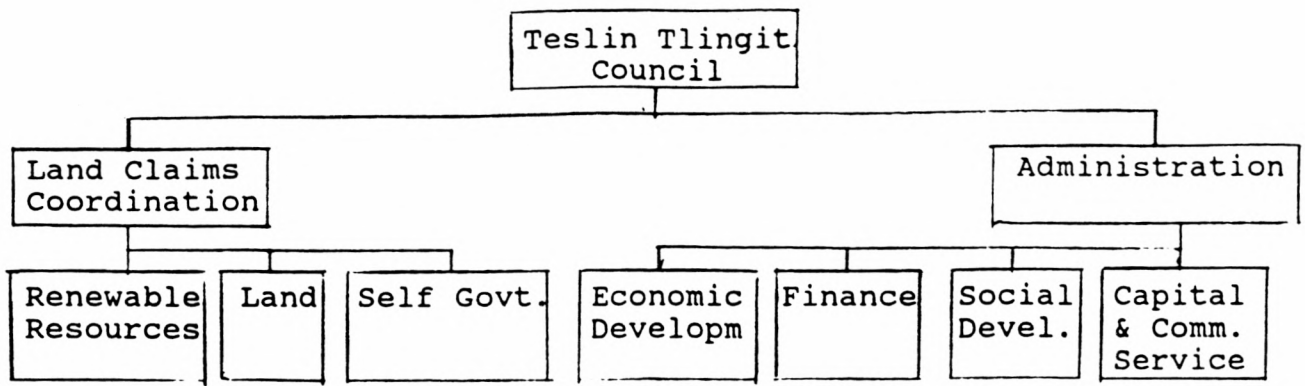 Teslin Tlingit
Council
Land Claims
Coordination
Administration
Renewable
Resources
Land
Self Govt.
Economic
Developm
Finance
Social
Devel.
Capital
& Comm.
Service